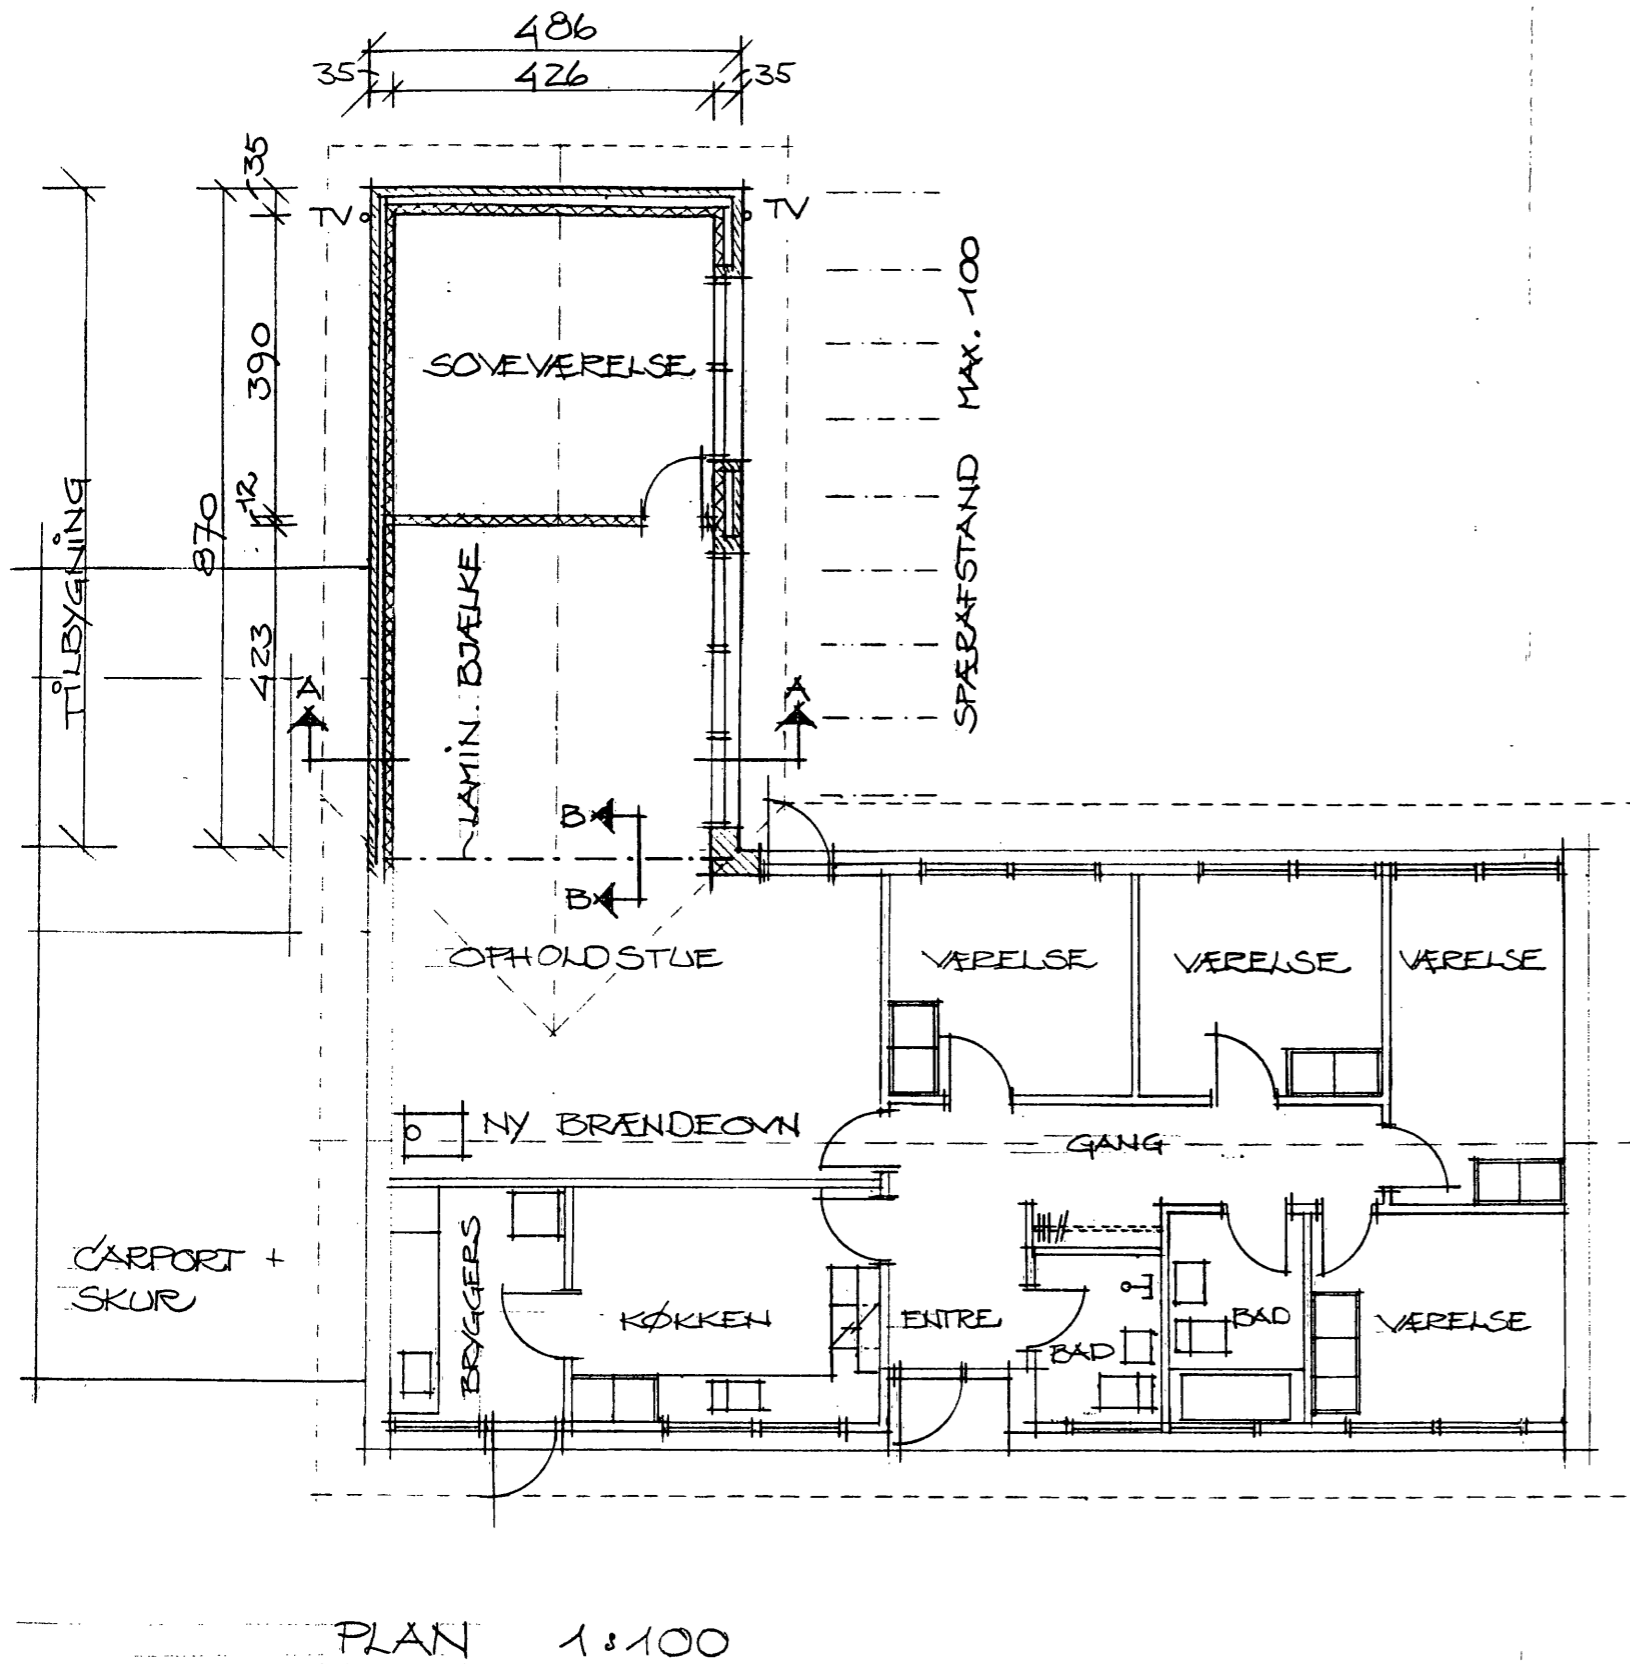 486
35 426 35
35
TV TV
390
SOVEVÆRELSE
SPÆRAFSTAND MAX. 100
12
870
TILBYGNING
423
LAMIN. BJÆLKE
A A
B
B
OPHOLDSTUE VÆRELSE VÆRELSE VÆRELSE
NY BRÆNDEOVN
GANG
CARPORT +
SKUR
BRYGGERS
KØKKEN ENTRE BAD BAD VÆRELSE
PLAN 1:100